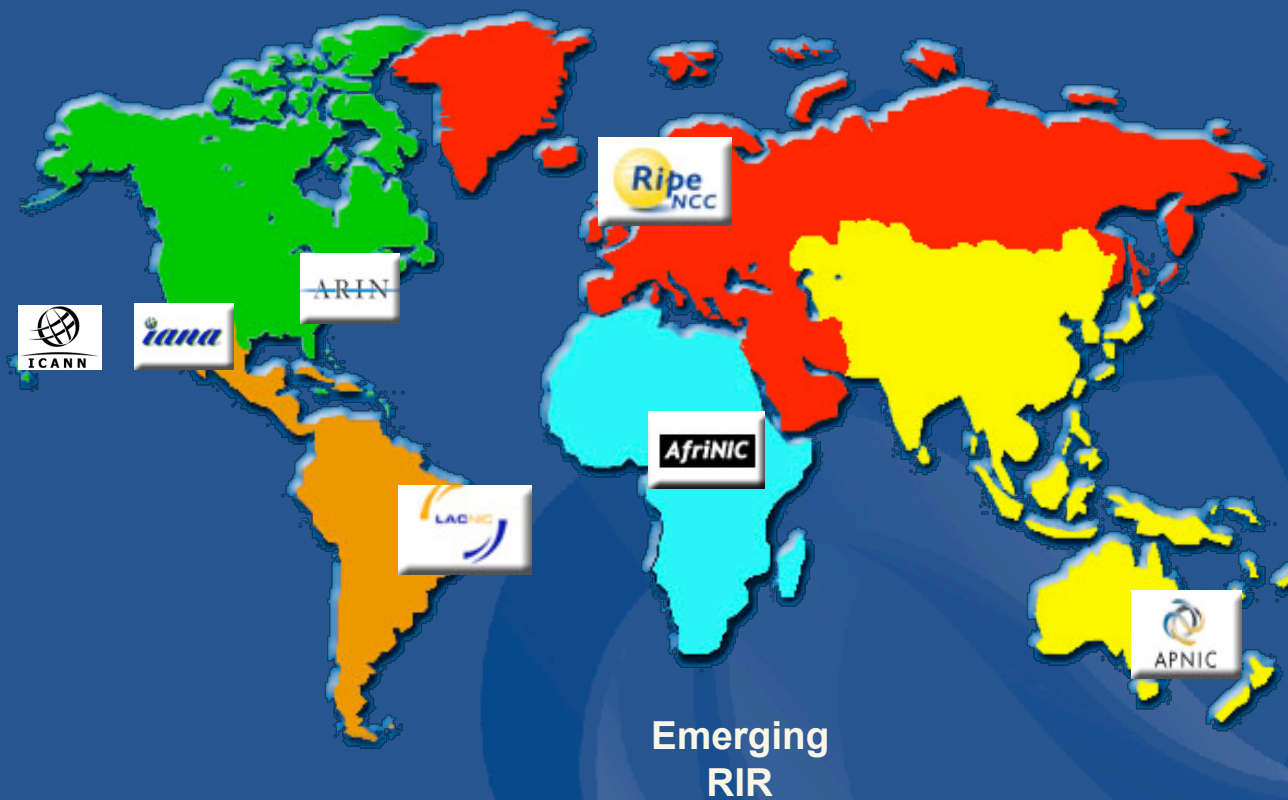 Ripe
NCC
ARIN
ICANN
iana
AfriNIC
LACNIC
APNIC
Emerging
RIR